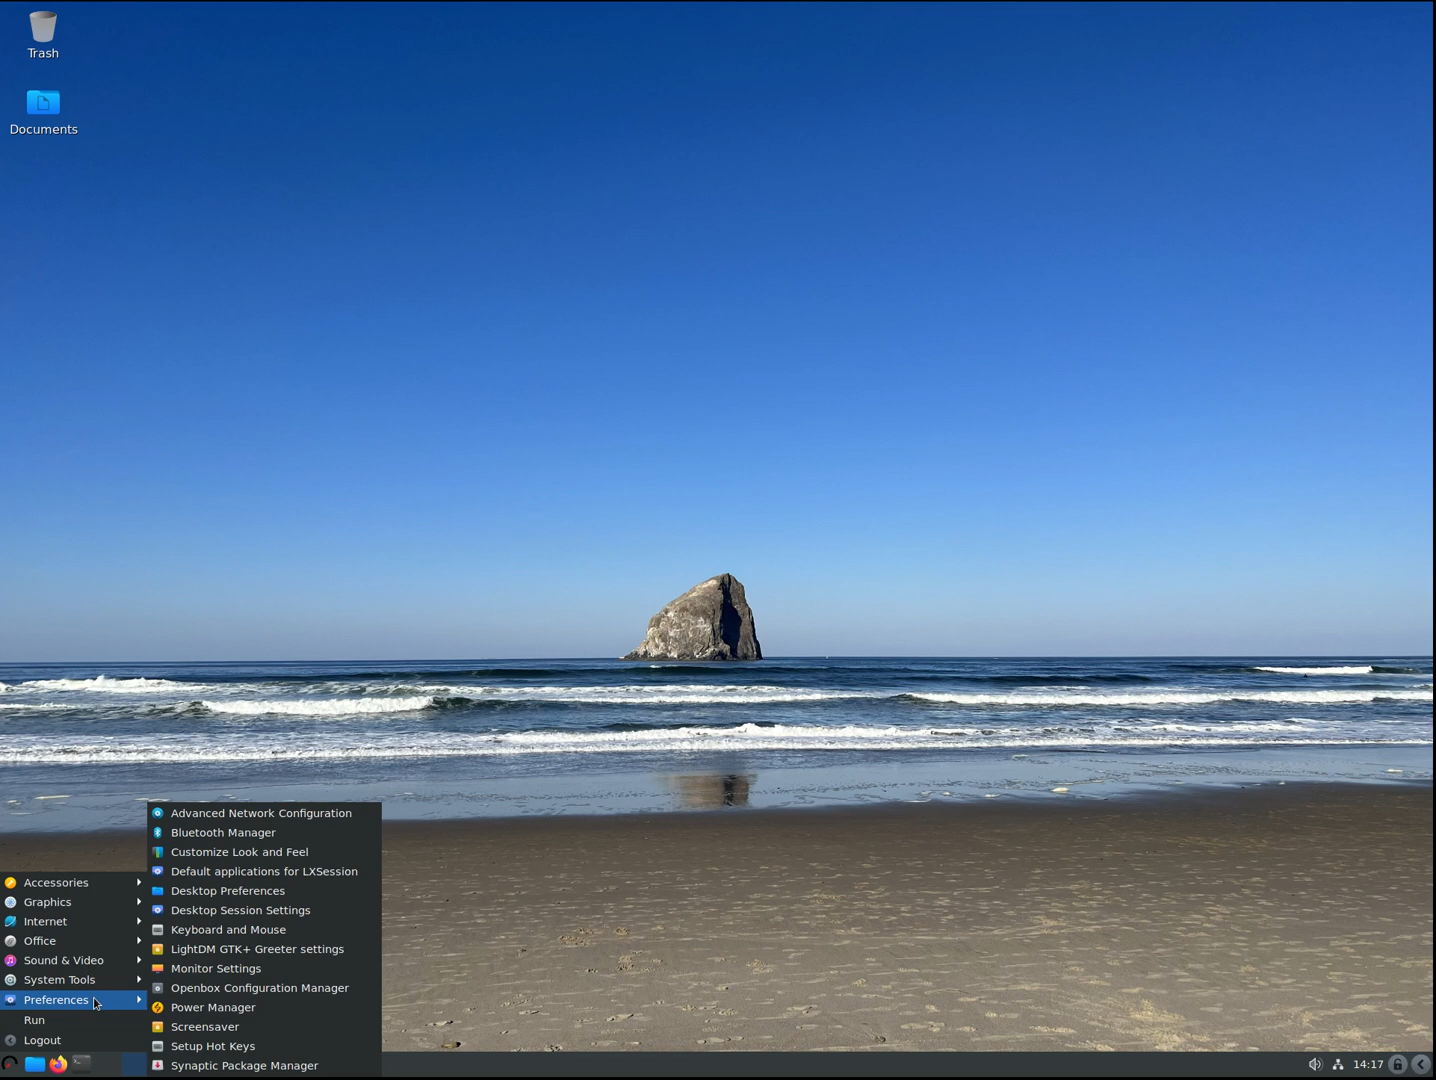 Trash
Documents
Advanced Network Configuration
Bluetooth Manager
Customize Look and Feel
Default applications for LXSession
Desktop Preferences
Desktop Session Settings
Keyboard and Mouse
LightDM GTK+ Greeter settings
Monitor Settings
Openbox Configuration Manager
Power Manager
Screensaver
Setup Hot Keys
Synaptic Package Manager
Accessories
Graphics
Internet
Office
Sound & Video
System Tools
Preferences
Run
Logout
14:17